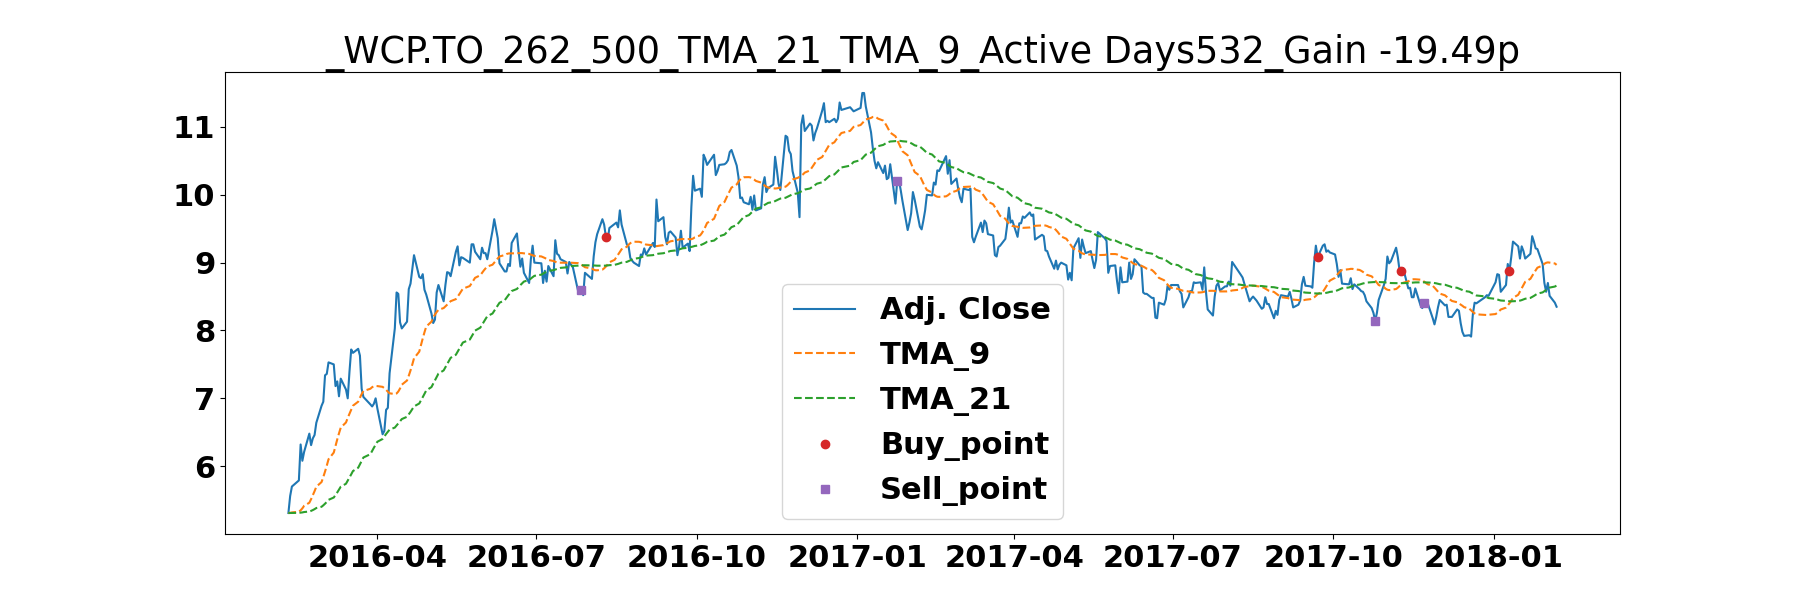 _WCP.TO_262_500_TMA_21_TMA_9_Active Days532_Gain -19.49p
11
10
9
8
7
6
Adj. Close
TMA_9
TMA_21
Buy_point
Sell_point
2016-04 2016-07 2016-10 2017-01 2017-04 2017-07 2017-10 2018-01